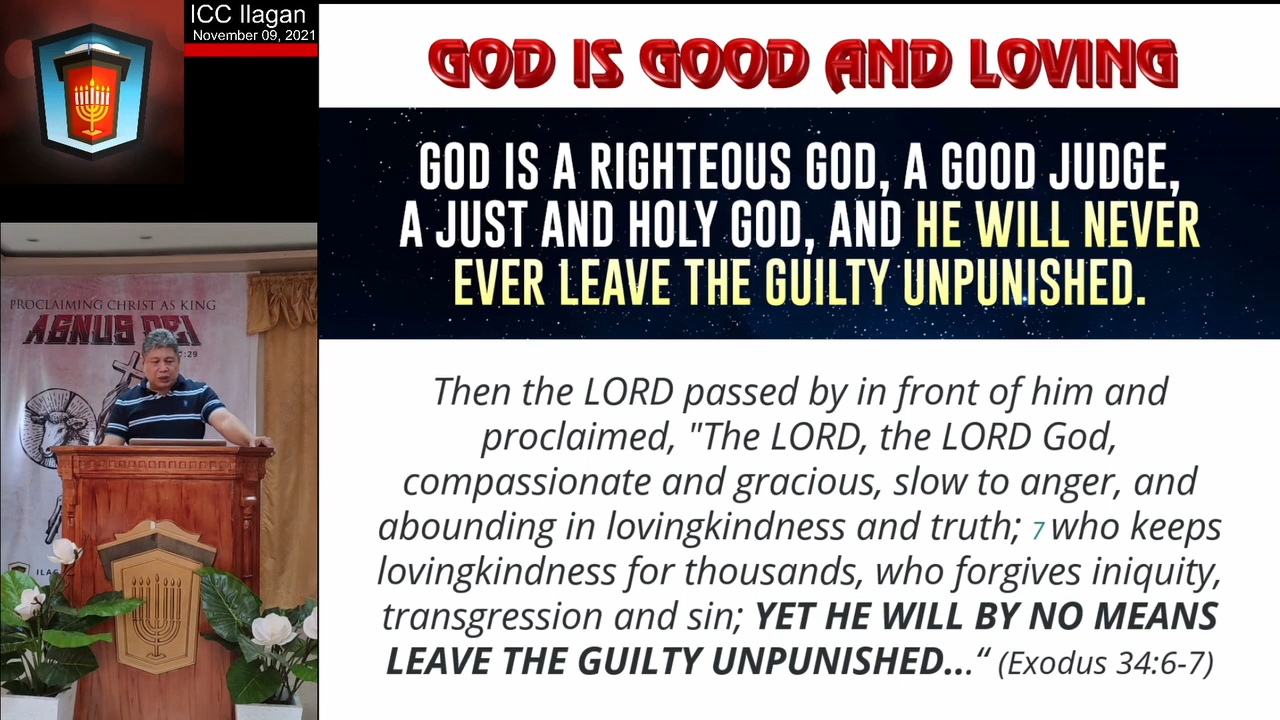 ICC Ilagan
November 09, 2021
GOD IS GOOD AND LOVING
GOD IS A RIGHTEOUS GOD, A GOOD JUDGE,
A JUST AND HOLY GOD, AND HE WILL NEVER
EVER LEAVE THE GUILTY UNPUNISHED.
Then the LORD passed by in front of him and
proclaimed, "The LORD, the LORD God,
compassionate and gracious, slow to anger, and
abounding in lovingkindness and truth; 7 who keeps
lovingkindness for thousands, who forgives iniquity,
transgression and sin; YET HE WILL BY NO MEANS
LEAVE THE GUILTY UNPUNISHED...“ (Exodus 34:6-7)
PROCLAIMING CHRIST AS KING
AGNUS DEI
:29